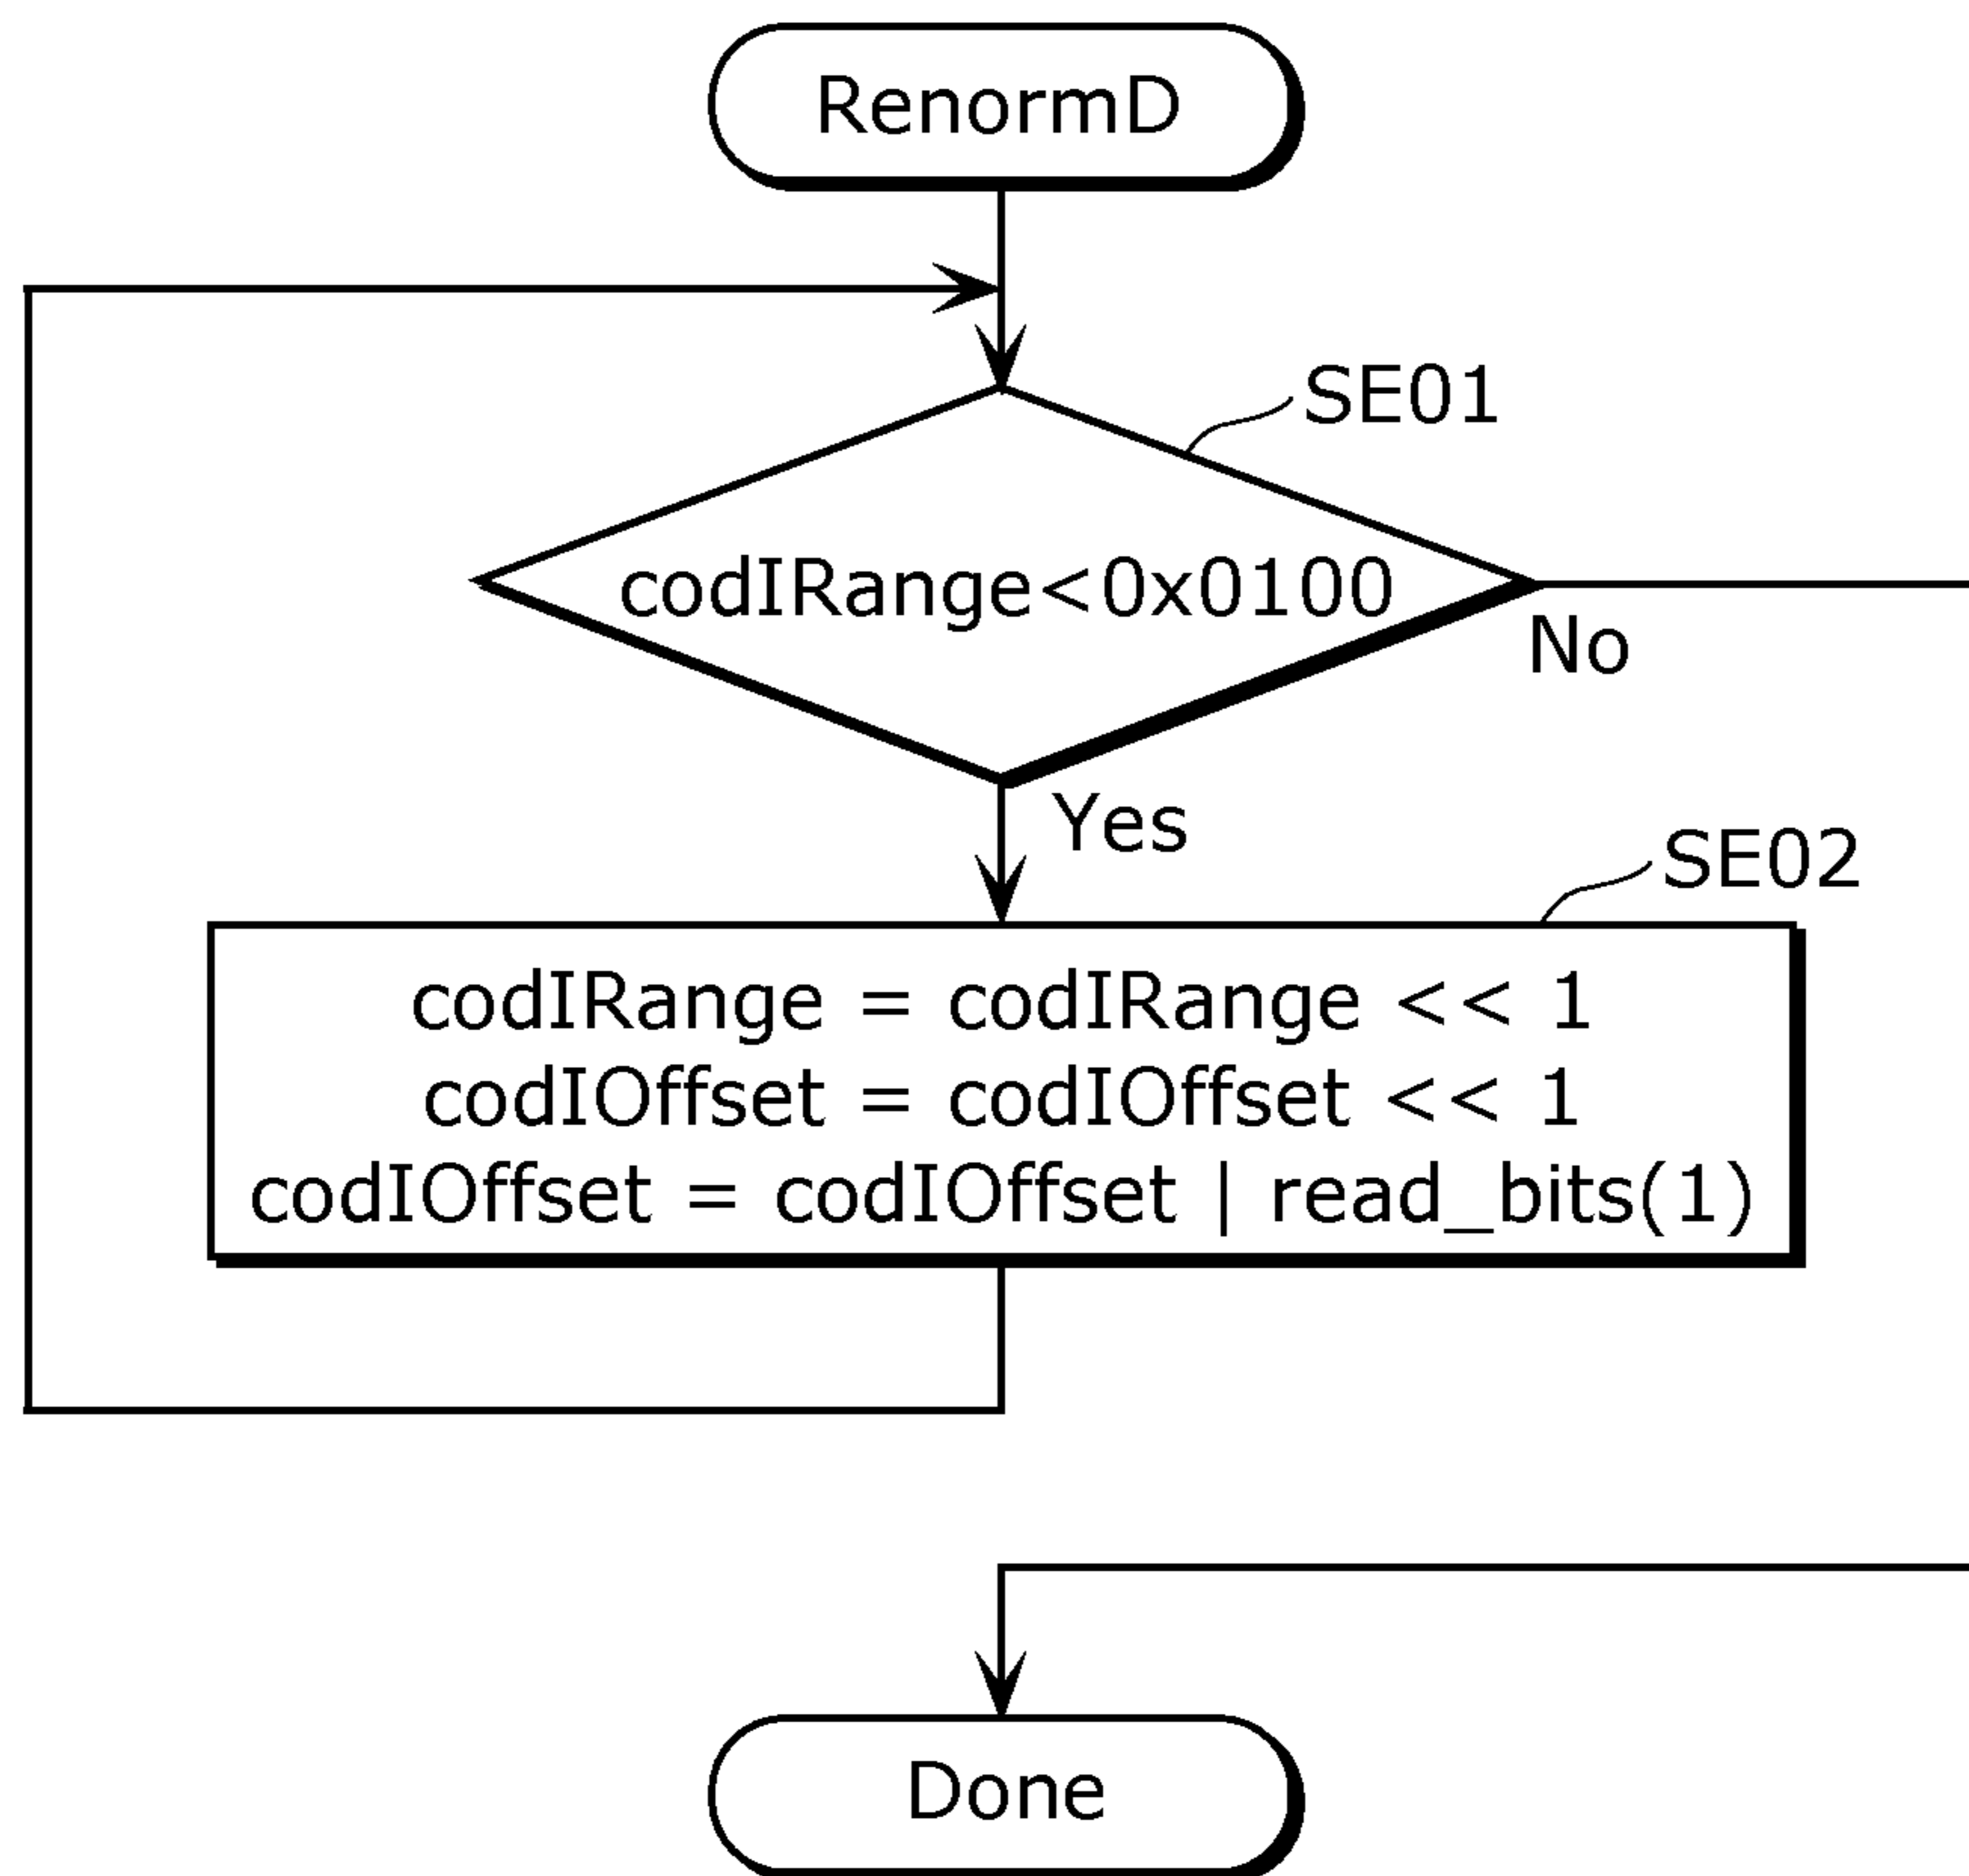 RenormD
SE01
codIRange<0x0100
No
Yes
SE02
codIRange = codIRange << 1
codIOffset = codIOffset << 1
codIOffset = codIOffset | read_bits(1)
Done